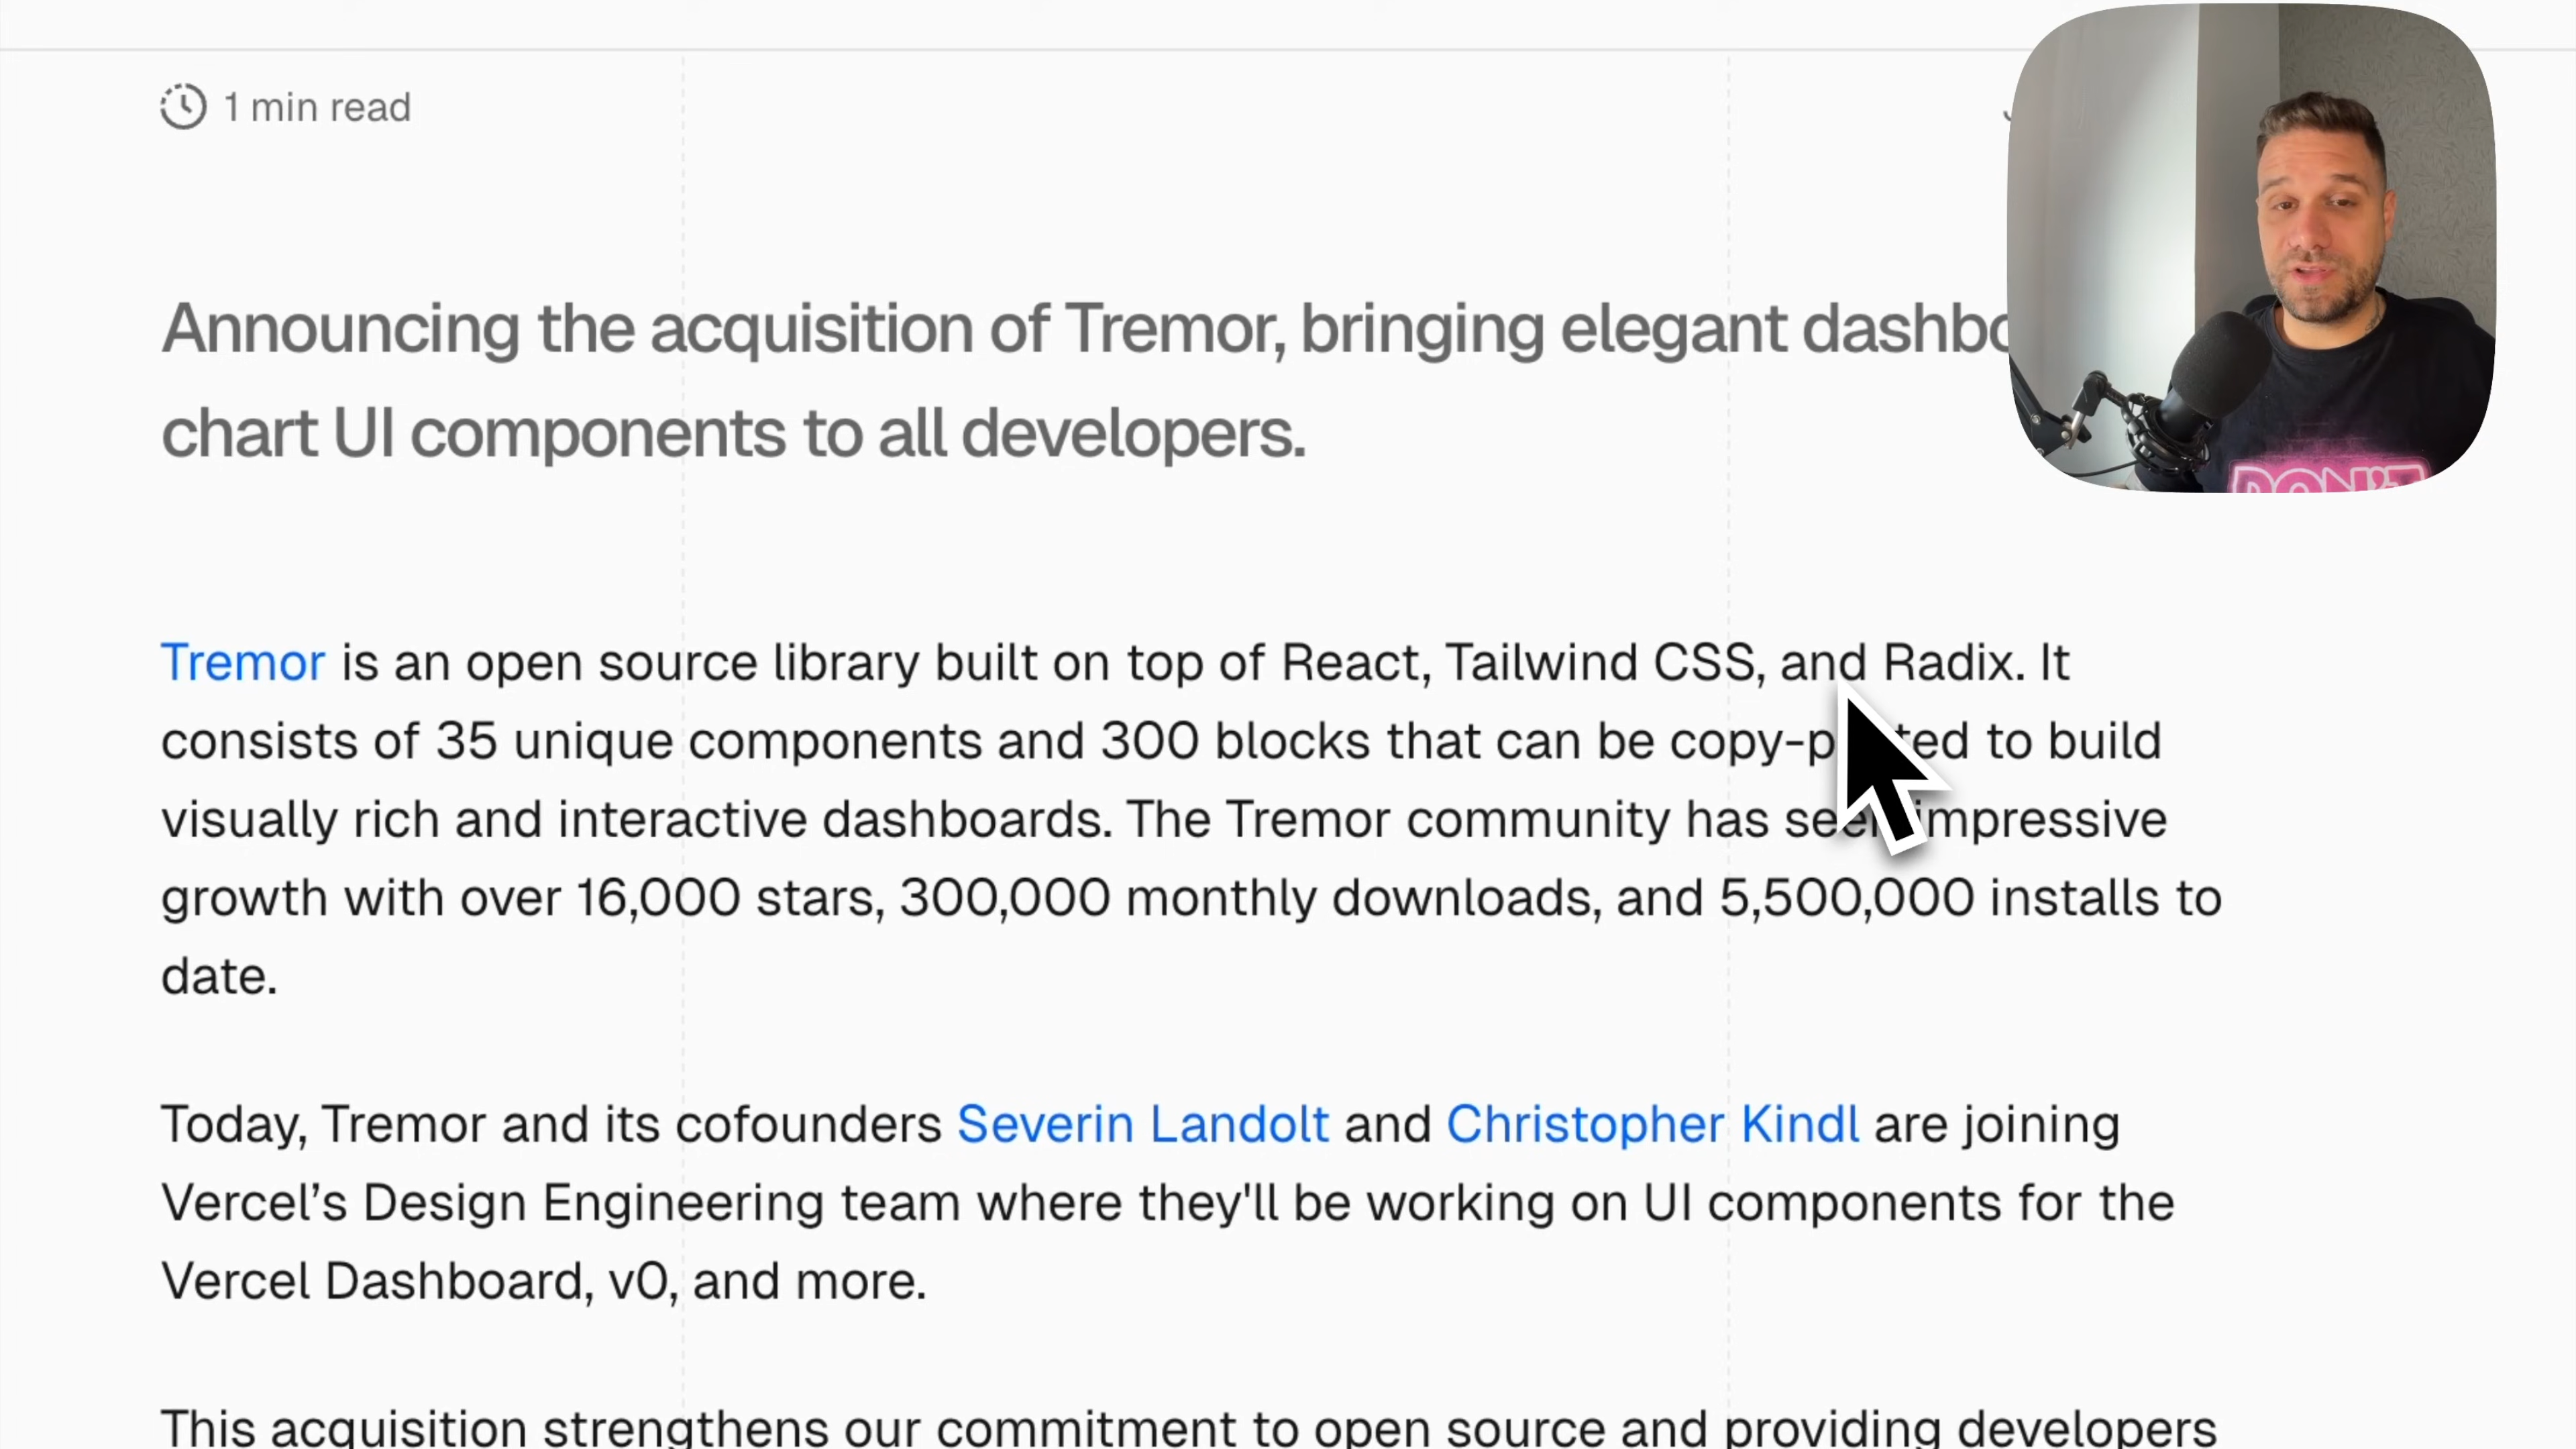 1 min read
Announcing the acquisition of Tremor, bringing elegant
chart UI components to all developers.
Tremor is an open source library built on top of React, Tailwind CSS, and Radix. It
consists of 35 unique components and 300 blocks that can be copy-pasted to build
visually rich and interactive dashboards. The Tremor community has seen impressive
growth with over 16,000 stars, 300,000 monthly downloads, and 5,500,000 installs to
date.
Today, Tremor and its cofounders Severin Landolt and Christopher Kindl are joining
Vercel’s Design Engineering team where they'll be working on UI components for the
Vercel Dashboard, v0, and more.
This acquisition strengthens our commitment to open source and providing developers
DON'T